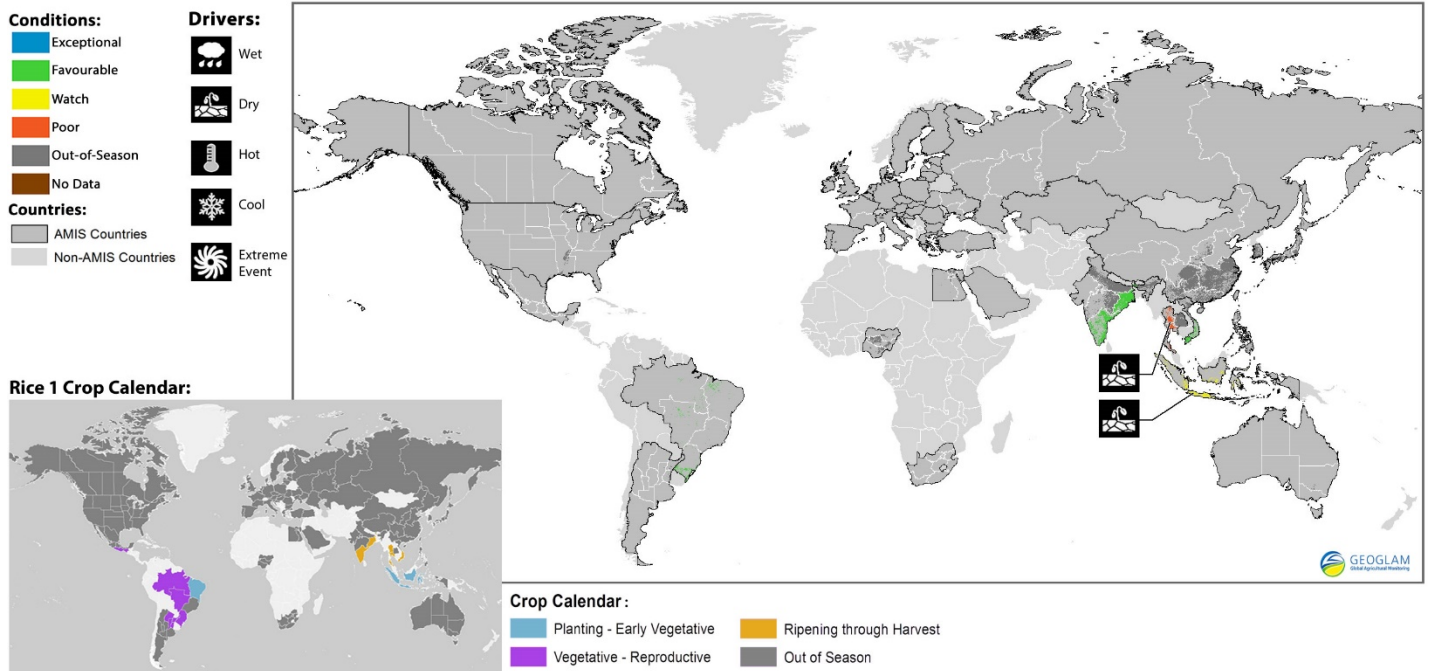 Conditions:
Exceptional
Favourable
Watch
Poor
Out-of-Season
No Data
Countries:
AMIS Countries
Non-AMIS Countries
Drivers:
Wet
Dry
Hot
Cool
Extreme
Event
GEOGLAM
Global Agricultural Monitoring
Rice 1 Crop Calendar:
Crop Calendar :
Planting - Early Vegetative
Vegetative - Reproductive
Ripening through Harvest
Out of Season